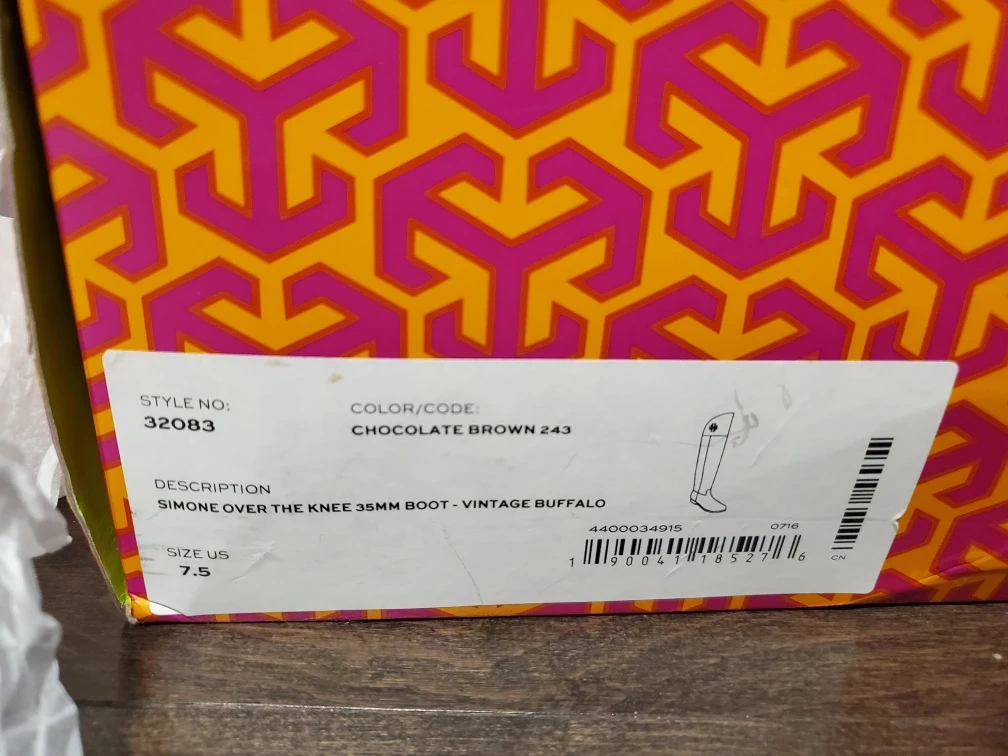 STYLE NO:
32083
COLOR/CODE:
CHOCOLATE BROWN 243
DESCRIPTION
SIMONE OVER THE KNEE 35MM BOOT - VINTAGE BUFFALO
SIZE US
7.5
4400034915 0716
1 90041 18527 6
CN